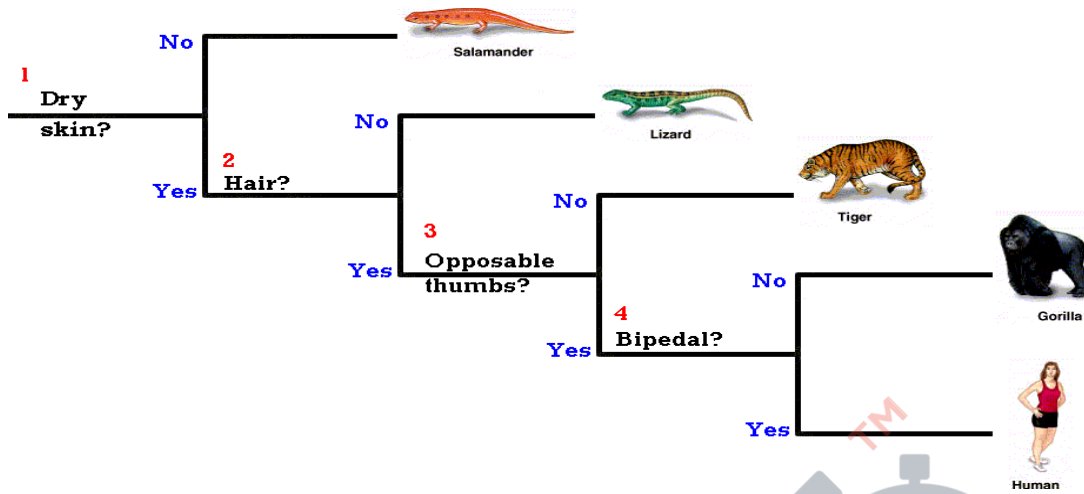 No
Salamander
1
Dry
skin?
No
Lizard
2
Hair?
Yes
No
Tiger
3
Opposable
thumbs?
Yes
No
Gorilla
4
Bipedal?
Yes
Yes
Human
TM